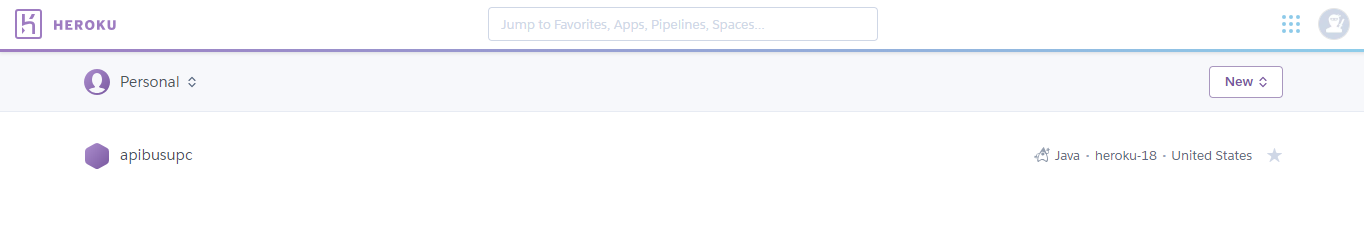 HEROKU
Jump to Favorites, Apps, Pipelines, Spaces...
Personal
New
apibusupc
Java · heroku-18 · United States